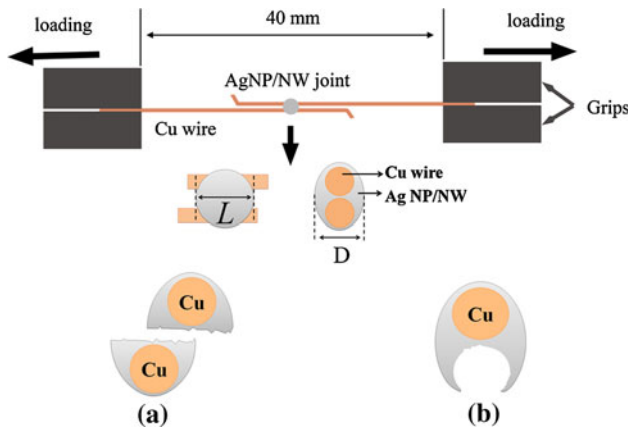 loading
40 mm
loading
AgNP/NW joint
Cu wire
Grips
Cu wire
Ag NP/NW
L
D
Cu
Cu
Cu
(a)
(b)